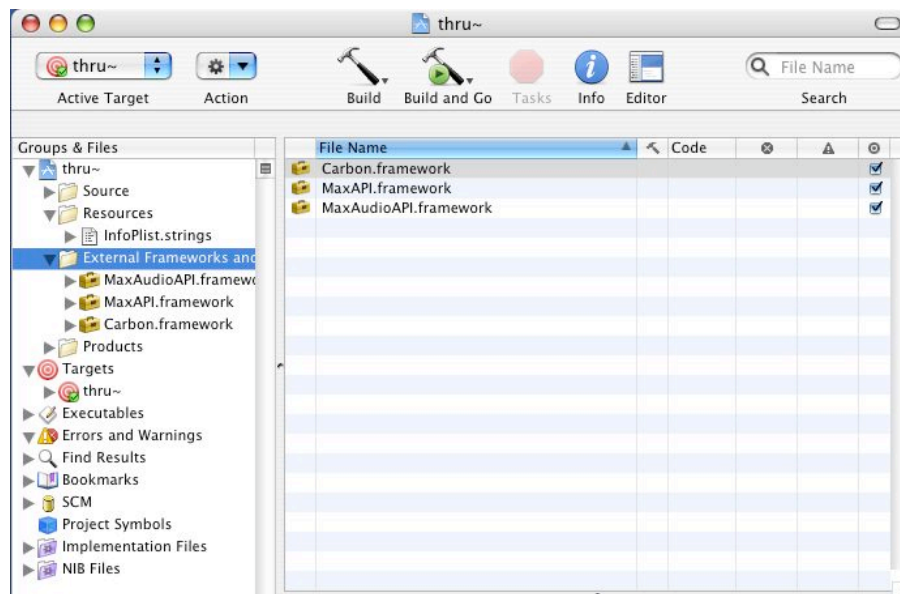 thru~
thru~
Active Target
Action
Build
Build and Go
Tasks
Info
Editor
File Name
Search
Groups & Files
File Name
Code
thru~
Source
Resources
InfoPlist.strings
External Frameworks and
MaxAudioAPI.framewo
MaxAPI.framework
Carbon.framework
Products
Targets
thru~
Executables
Errors and Warnings
Find Results
Bookmarks
SCM
Project Symbols
Implementation Files
NIB Files
Carbon.framework
MaxAPI.framework
MaxAudioAPI.framework